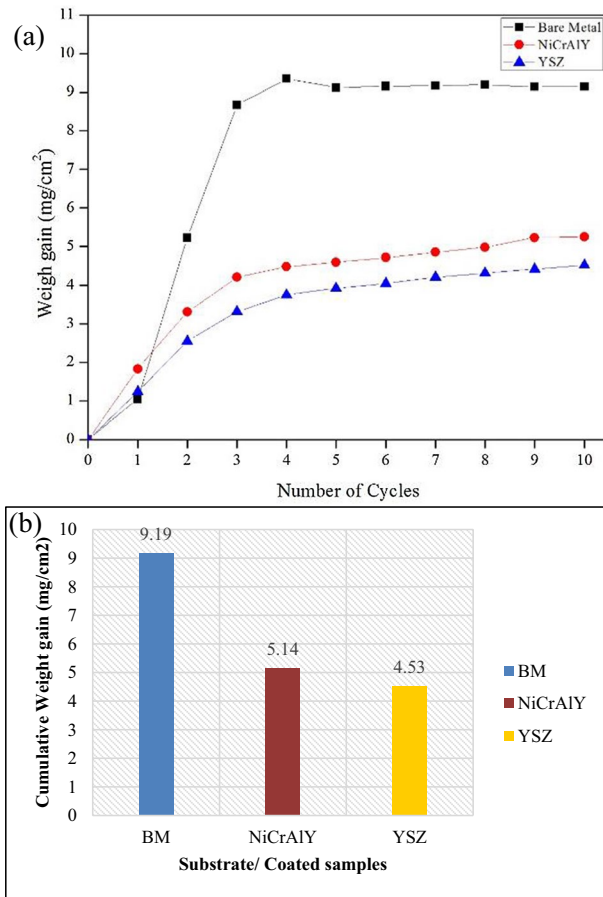 (a)
Bare Metal
NiCrAlY
YSZ
11
10
9
8
7
6
5
4
3
2
1
0
Weigh gain (mg/cm²)
0 1 2 3 4 5 6 7 8 9 10
Number of Cycles
(b)
10
9
8
7
6
5
4
3
2
1
0
Cumulative Weight gain (mg/cm2)
9.19
5.14
4.53
BM
NiCrAlY
YSZ
BM NiCrAlY YSZ
Substrate/ Coated samples